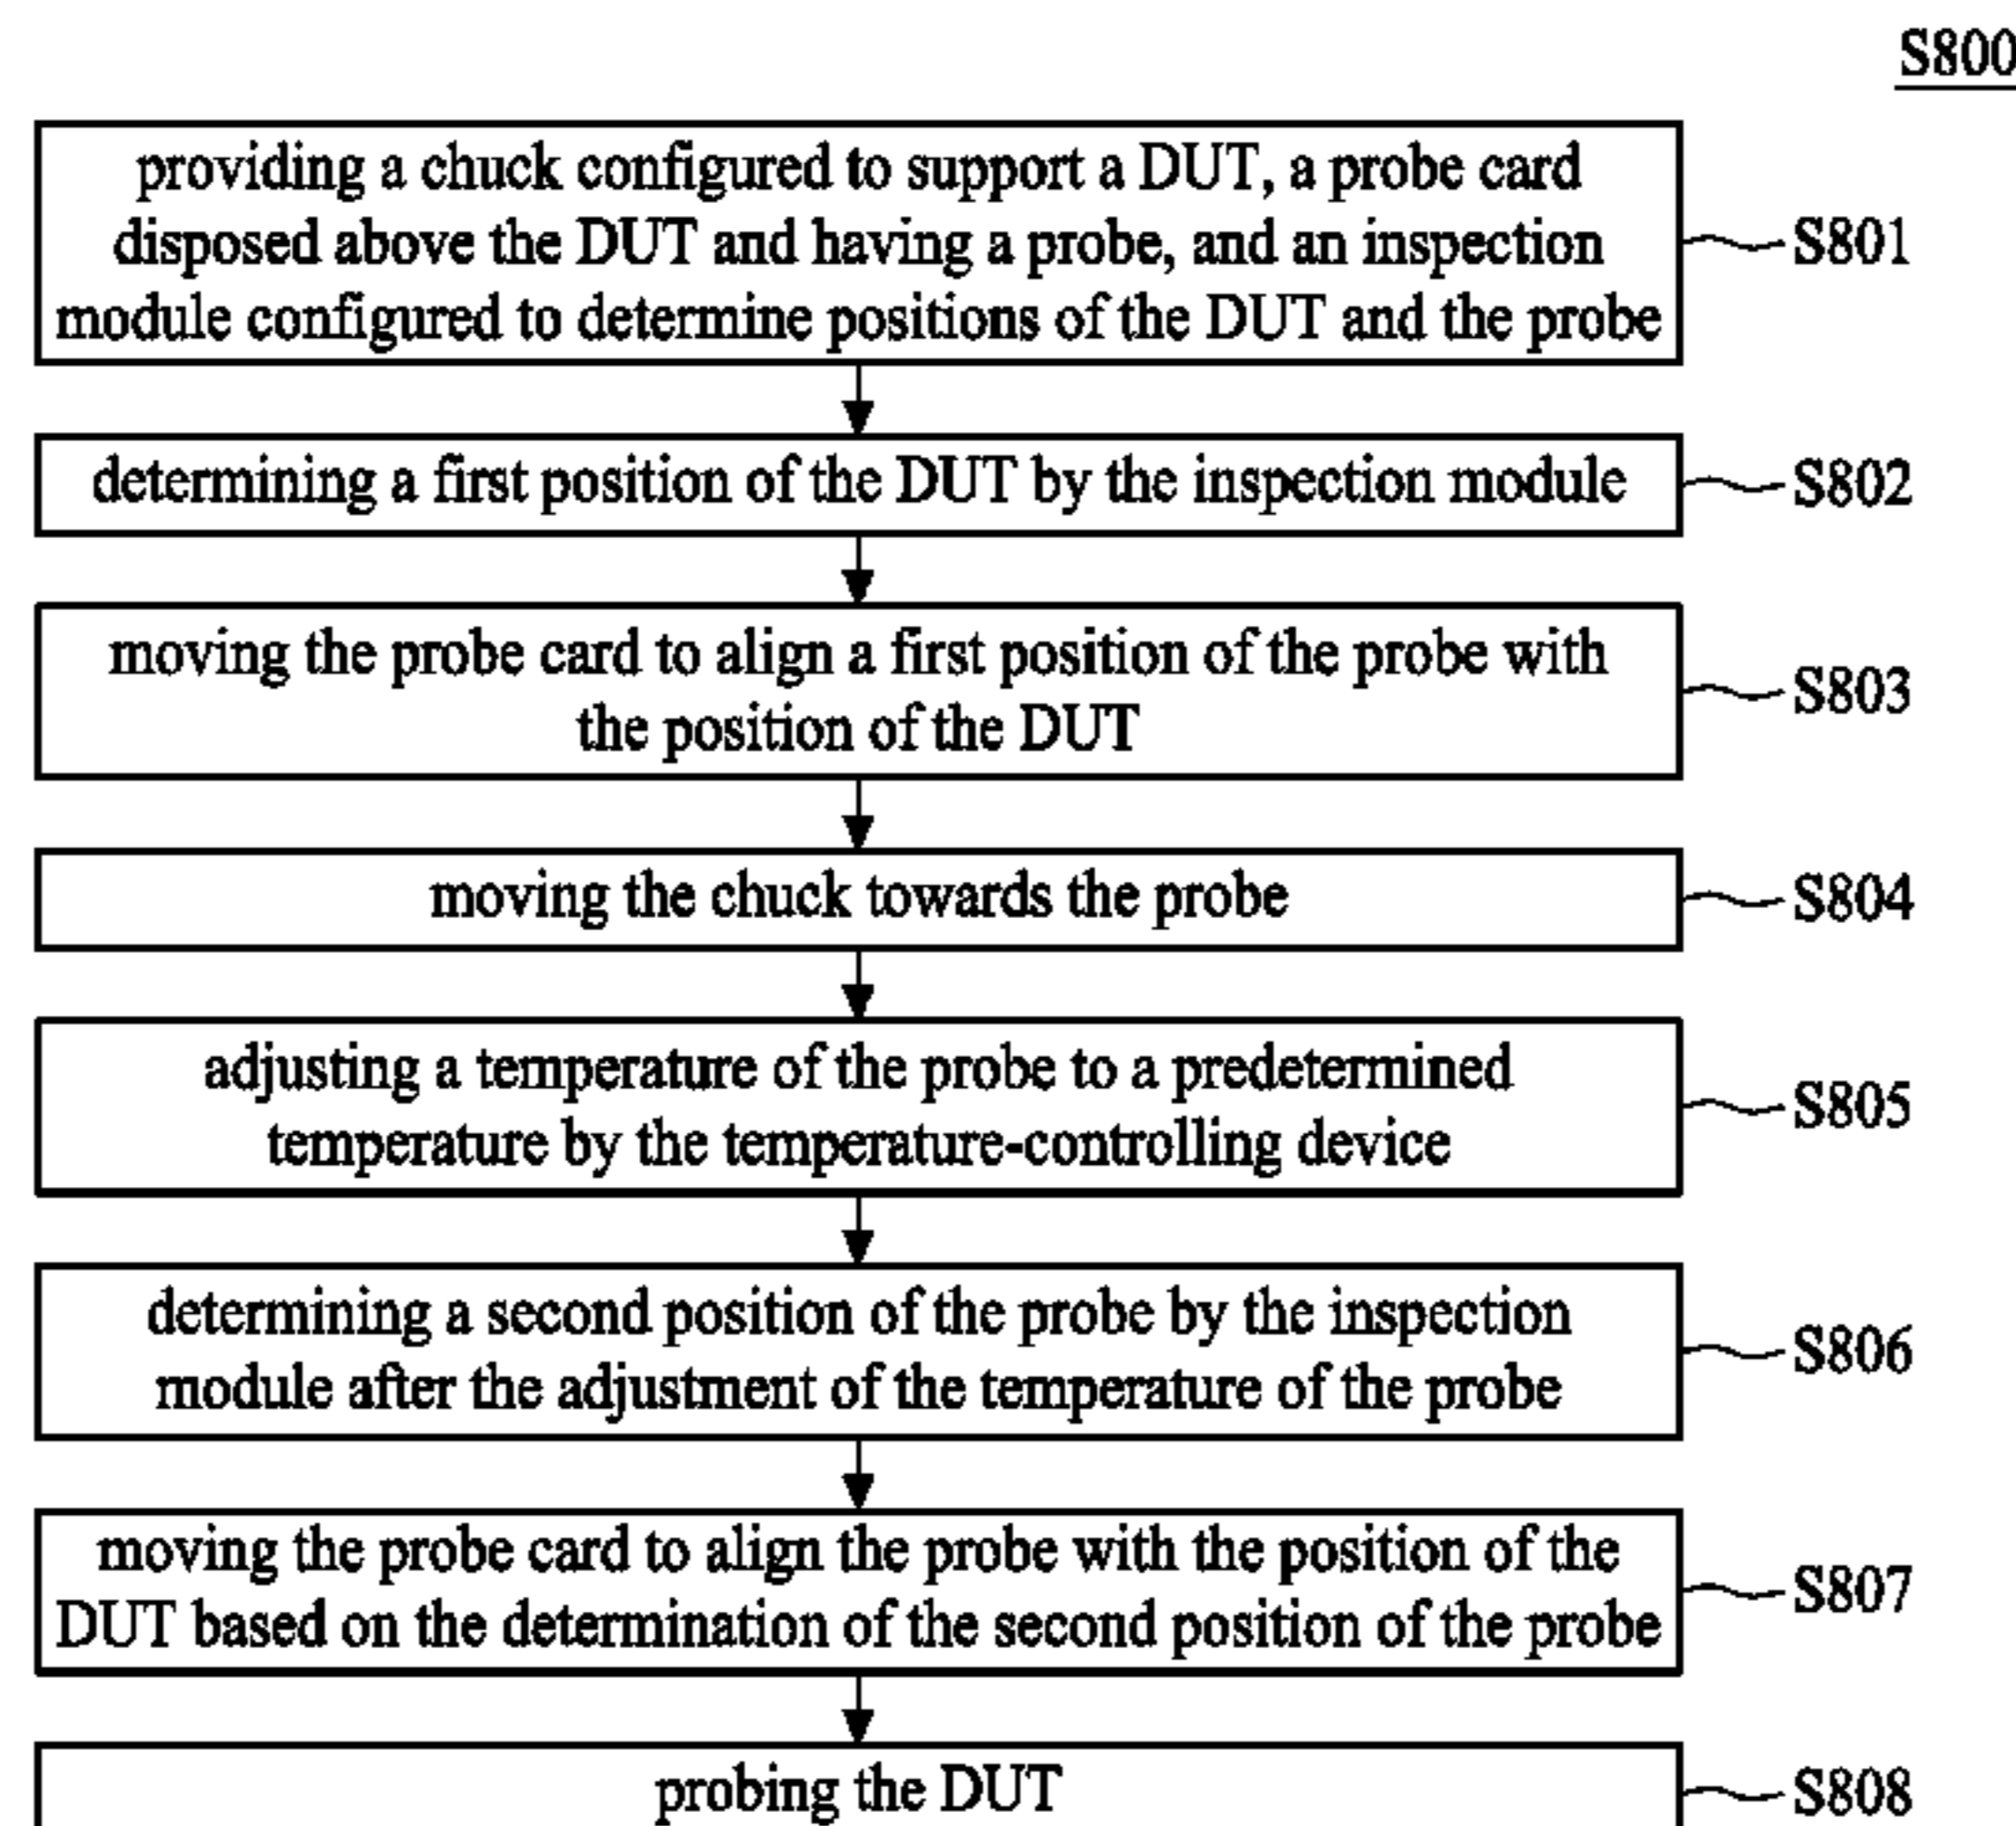 S800
providing a chuck configured to support a DUT, a probe card
disposed above the DUT and having a probe, and an inspection
module configured to determine positions of the DUT and the probe
S801
determining a first position of the DUT by the inspection module
S802
moving the probe card to align a first position of the probe with
the position of the DUT
S803
moving the chuck towards the probe
S804
adjusting a temperature of the probe to a predetermined
temperature by the temperature-controlling device
S805
determining a second position of the probe by the inspection
module after the adjustment of the temperature of the probe
S806
moving the probe card to align the probe with the position of the
DUT based on the determination of the second position of the probe
S807
probing the DUT
S808